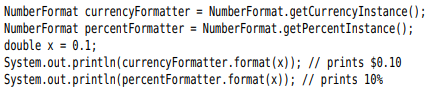 NumberFormat currencyFormatter = NumberFormat.getCurrencyInstance();
NumberFormat percentFormatter = NumberFormat.getPercentInstance();
double x = 0.1;
System.out.println(currencyFormatter.format(x)); // prints $0.10
System.out.println(percentFormatter.format(x)); // prints 10%